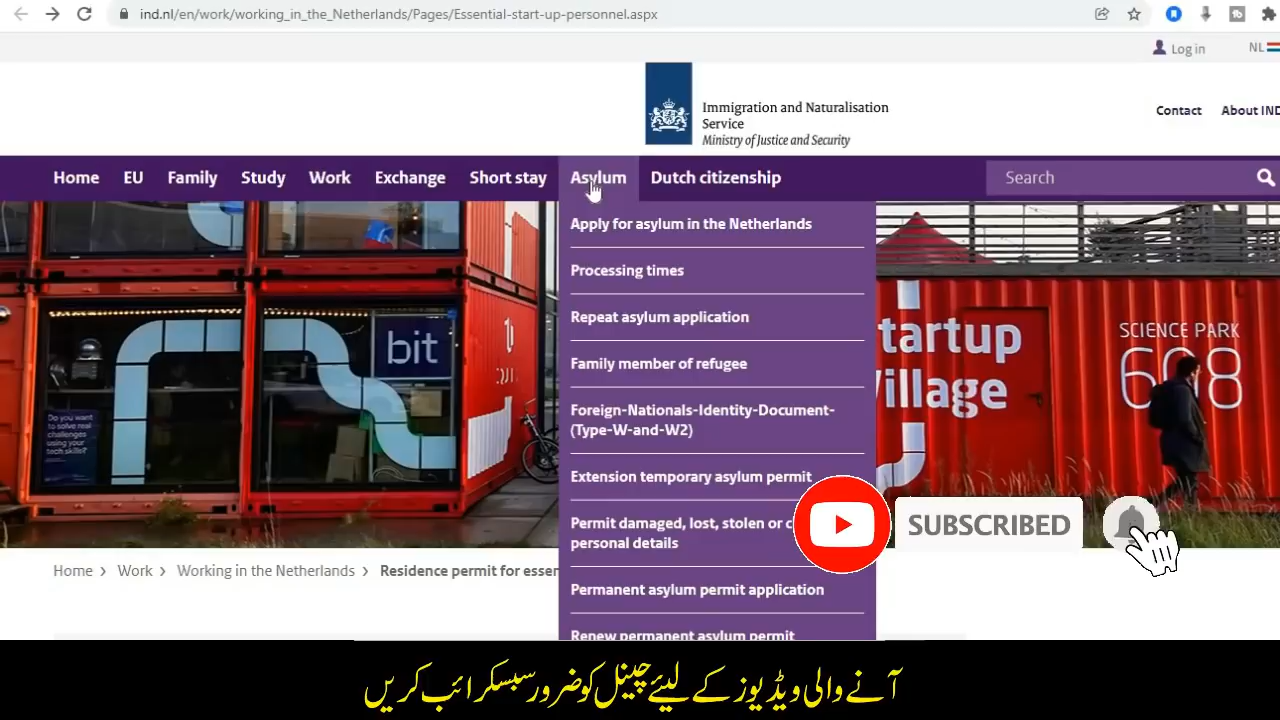 ind.nl/en/work/working_in_the_Netherlands/Pages/Essential-start-up-personnel.aspx
Log in
NL
Immigration and Naturalisation
Service
Ministry of Justice and Security
Contact About IND
Home EU Family Study Work Exchange Short stay Asylum Dutch citizenship Search
Apply for asylum in the Netherlands
Processing times
Repeat asylum application
Family member of refugee
Foreign-Nationals-Identity-Document-
(Type-W-and-W2)
Extension temporary asylum permit
Permit damaged, lost, stolen or c
personal details
Permanent asylum permit application
Renew permanent asylum permit
bit
Do you want
to solve real
challenges
using your
tech skills?
tartup
Village
SCIENCE PARK
608
SUBSCRIBED
Home > Work > Working in the Netherlands > Residence permit for essen
آنے والی ویڈیوز کے لیئے چینل کو ضرور سبسکرائب کریں